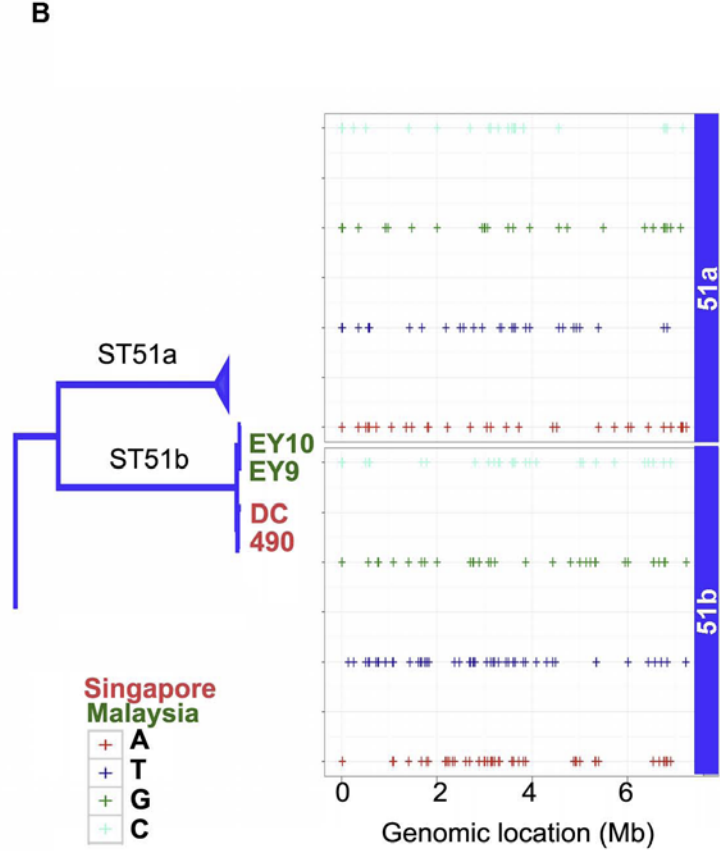 B
51a
ST51a
EY10
ST51b
EY9
DC
490
51b
Singapore
Malaysia
A
T
G
C
0 2 4 6
Genomic location (Mb)